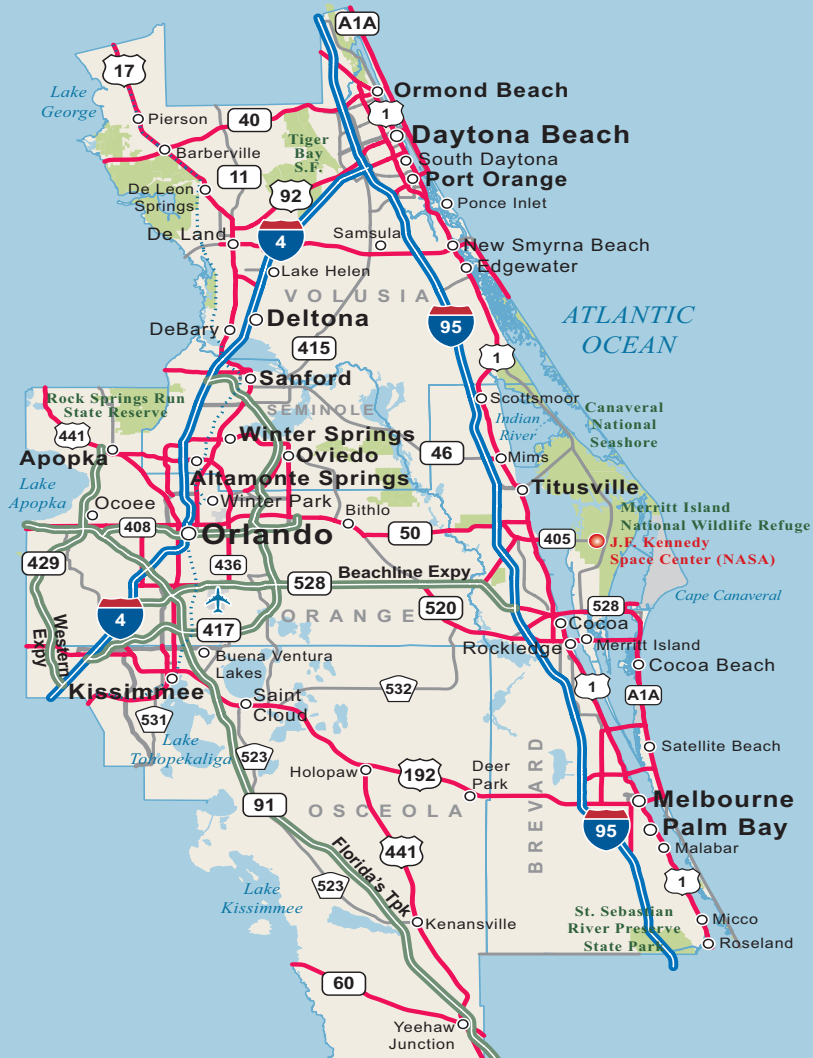 A1A
17
Lake
George
Ormond Beach
Pierson
40
1
Daytona Beach
Tiger
Bay
S.F.
Barberville
South Daytona
11
Port Orange
De Leon
Springs
92
Ponce Inlet
De Land
4
Samsula
New Smyrna Beach
Edgewater
Lake Helen
VOLUSIA
ATLANTIC
OCEAN
DeBary
Deltona
95
415
1
Sanford
Rock Springs Run
State Reserve
SEMINOLE
Scottsmoor
Canaveral
National
Seashore
Indian
River
441
Winter Springs
Apopka
Oviedo
46
Mims
Altamonte Springs
Lake
Apopka
Titusville
Ocoee
Winter Park
Merritt Island
National Wildlife Refuge
Bithlo
408
Orlando
50
405
J.F. Kennedy
Space Center (NASA)
429
436
Beachline Expy
528
Cape Canaveral
4
520
528
ORANGE
417
Cocoa
Western
Expy
Rockledge
Merritt Island
Buena Ventura
Lakes
Cocoa Beach
Kissimmee
532
1
A1A
Saint
Cloud
531
Lake
Tohopekaliga
523
Satellite Beach
Holopaw
192
Deer
Park
BREVARD
91
OSCEOLA
Melbourne
95
Palm Bay
Malabar
441
Florida's Tpk
523
1
Lake
Kissimmee
St. Sebastian
River Preserve
State Park
Micco
Kenansville
Roseland
60
Yeehaw
Junction